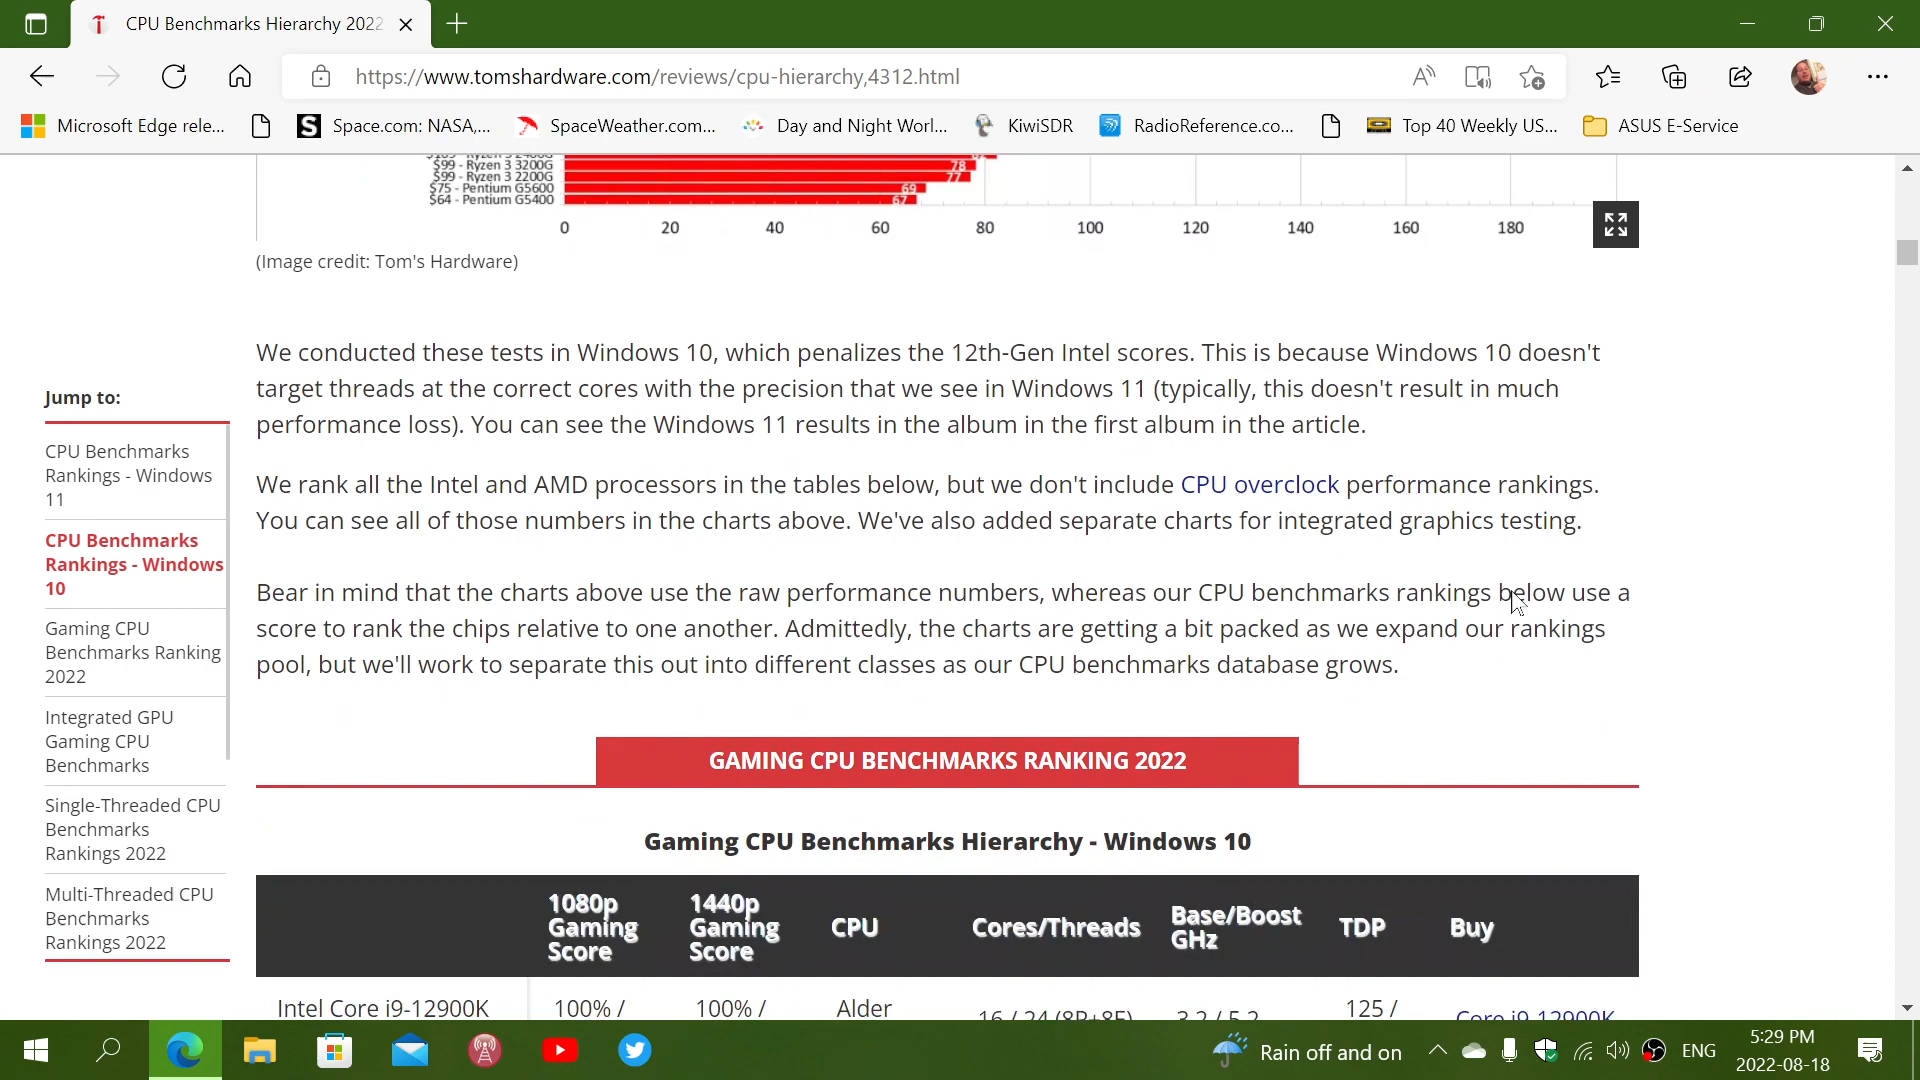 CPU Benchmarks Hierarchy 2022
https://www.tomshardware.com/reviews/cpu-hierarchy,4312.html
Microsoft Edge rele...
Space.com: NASA,...
SpaceWeather.com...
Day and Night Worl...
KiwiSDR
RadioReference.co...
Top 40 Weekly US...
ASUS E-Service
$99 - Ryzen 3 3200G 78
$99 - Ryzen 3 2200G 77
$75 - Pentium G5600 69
$64 - Pentium G5400 67
0 20 40 60 80 100 120 140 160 180
(Image credit: Tom's Hardware)
We conducted these tests in Windows 10, which penalizes the 12th-Gen Intel scores. This is because Windows 10 doesn't
target threads at the correct cores with the precision that we see in Windows 11 (typically, this doesn't result in much
performance loss). You can see the Windows 11 results in the album in the first album in the article.
We rank all the Intel and AMD processors in the tables below, but we don't include CPU overclock performance rankings.
You can see all of those numbers in the charts above. We've also added separate charts for integrated graphics testing.
Bear in mind that the charts above use the raw performance numbers, whereas our CPU benchmarks rankings below use a
score to rank the chips relative to one another. Admittedly, the charts are getting a bit packed as we expand our rankings
pool, but we'll work to separate this out into different classes as our CPU benchmarks database grows.
Jump to:
CPU Benchmarks
Rankings - Windows
11
CPU Benchmarks
Rankings - Windows
10
Gaming CPU
Benchmarks Ranking
2022
Integrated GPU
Gaming CPU
Benchmarks
Single-Threaded CPU
Benchmarks
Rankings 2022
Multi-Threaded CPU
Benchmarks
Rankings 2022
GAMING CPU BENCHMARKS RANKING 2022
Gaming CPU Benchmarks Hierarchy - Windows 10
1080p
Gaming
Score
1440p
Gaming
Score
CPU
Cores/Threads
Base/Boost
GHz
TDP
Buy
Intel Core i9-12900K
100% /
100% /
Alder
16 / 24 (8P+8E)
3.2 / 5.2
125 /
Core i9-12900K
Rain off and on
ENG
5:29 PM
2022-08-18